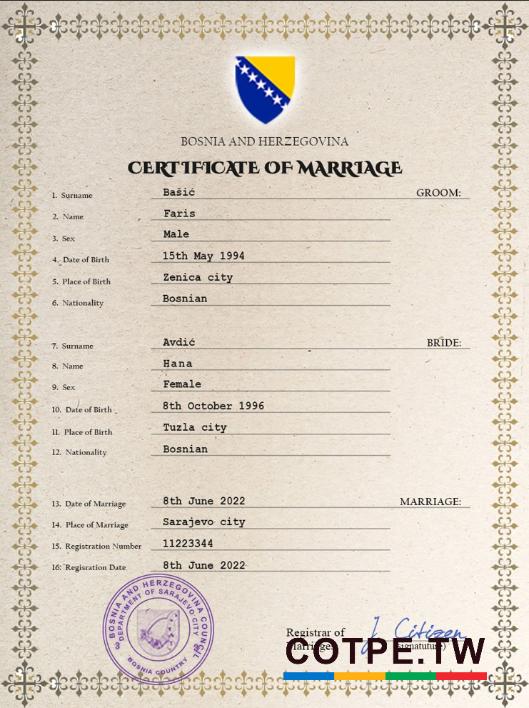 BOSNIA AND HERZEGOVINA
CERTIFICATE OF MARRIAGE
GROOM:
1. Surname Bašić
2. Name Faris
3. Sex Male
4. Date of Birth 15th May 1994
5. Place of Birth Zenica city
6. Nationality Bosnian
BRIDE:
7. Surname Avdić
8. Name Hana
9. Sex Female
10. Date of Birth 8th October 1996
11. Place of Birth Tuzla city
12. Nationality Bosnian
MARRIAGE:
13. Date of Marriage 8th June 2022
14. Place of Marriage Sarajevo city
15. Registration Number 11223344
16: Regisration Date 8th June 2022
BOSNIA AND HERZEGOVINA COUNCIL
DEPARTMENT OF SARAJEVO CITY
BOSNIA COUNTRY
J Citizen
Registrar of
COTPE.TW